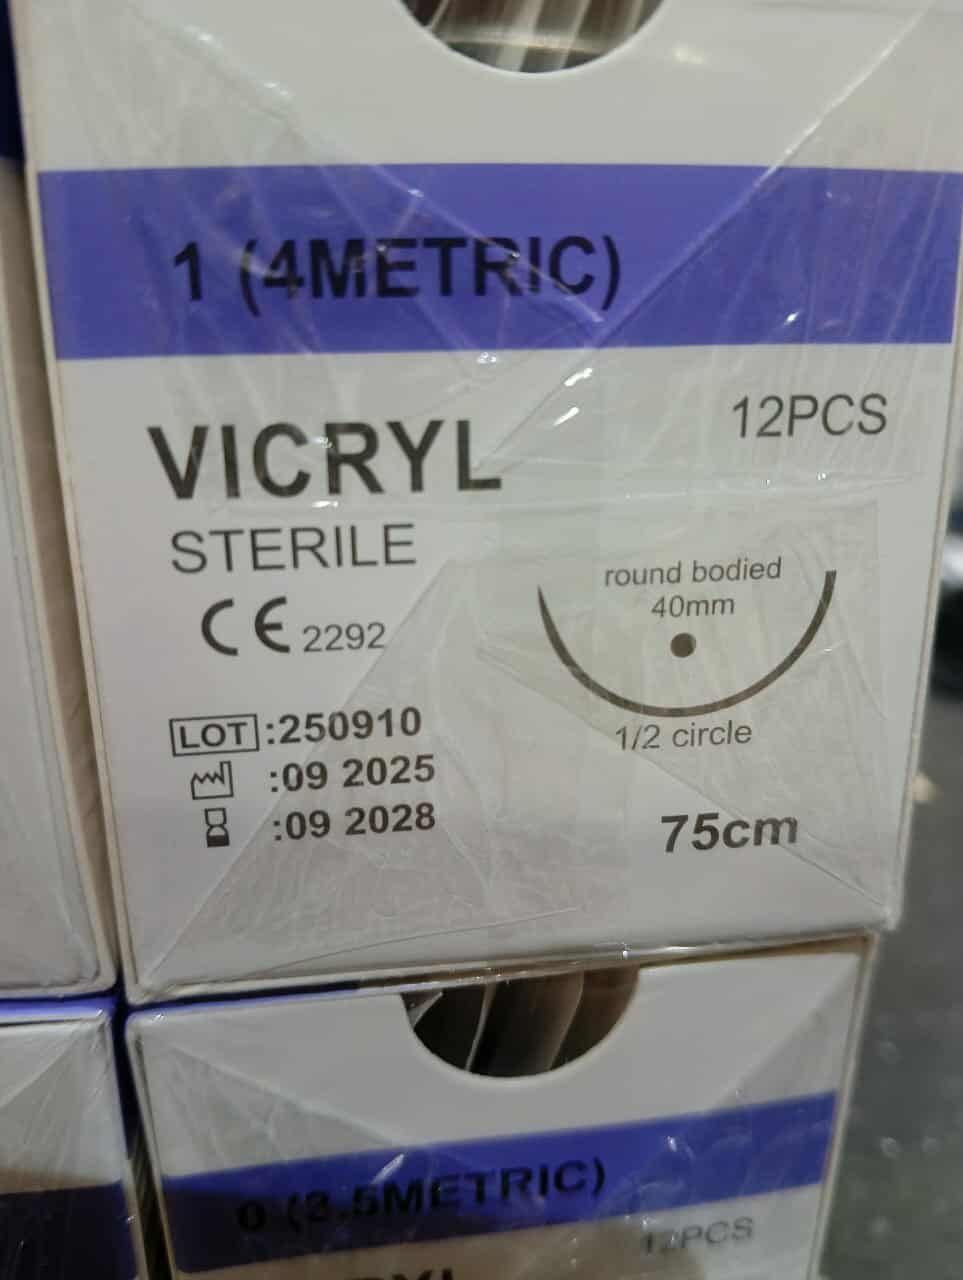 1 (4METRIC)
12PCS
VICRYL
STERILE
CE 2292
round bodied
40mm
1/2 circle
LOT :250910
:09 2025
:09 2028
75cm
0 (3.5METRIC)
12PCS